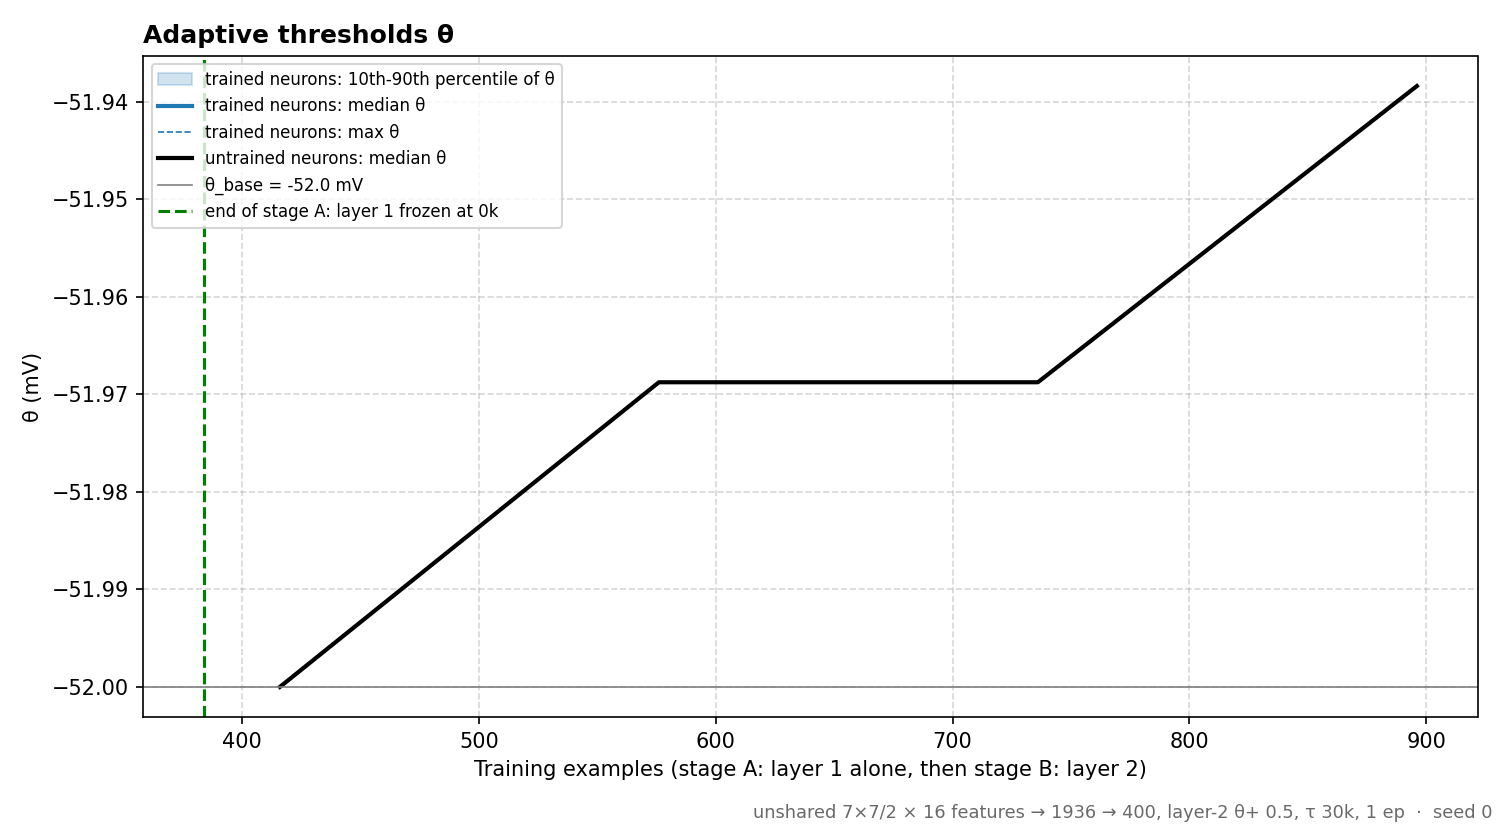 Adaptive thresholds θ
trained neurons: 10th-90th percentile of θ
trained neurons: median θ
trained neurons: max θ
untrained neurons: median θ
θ_base = -52.0 mV
end of stage A: layer 1 frozen at 0k
−51.94
−51.95
−51.96
−51.97
−51.98
−51.99
−52.00
θ (mV)
400 500 600 700 800 900
Training examples (stage A: layer 1 alone, then stage B: layer 2)
unshared 7×7/2 × 16 features → 1936 → 400, layer-2 θ+ 0.5, τ 30k, 1 ep · seed 0